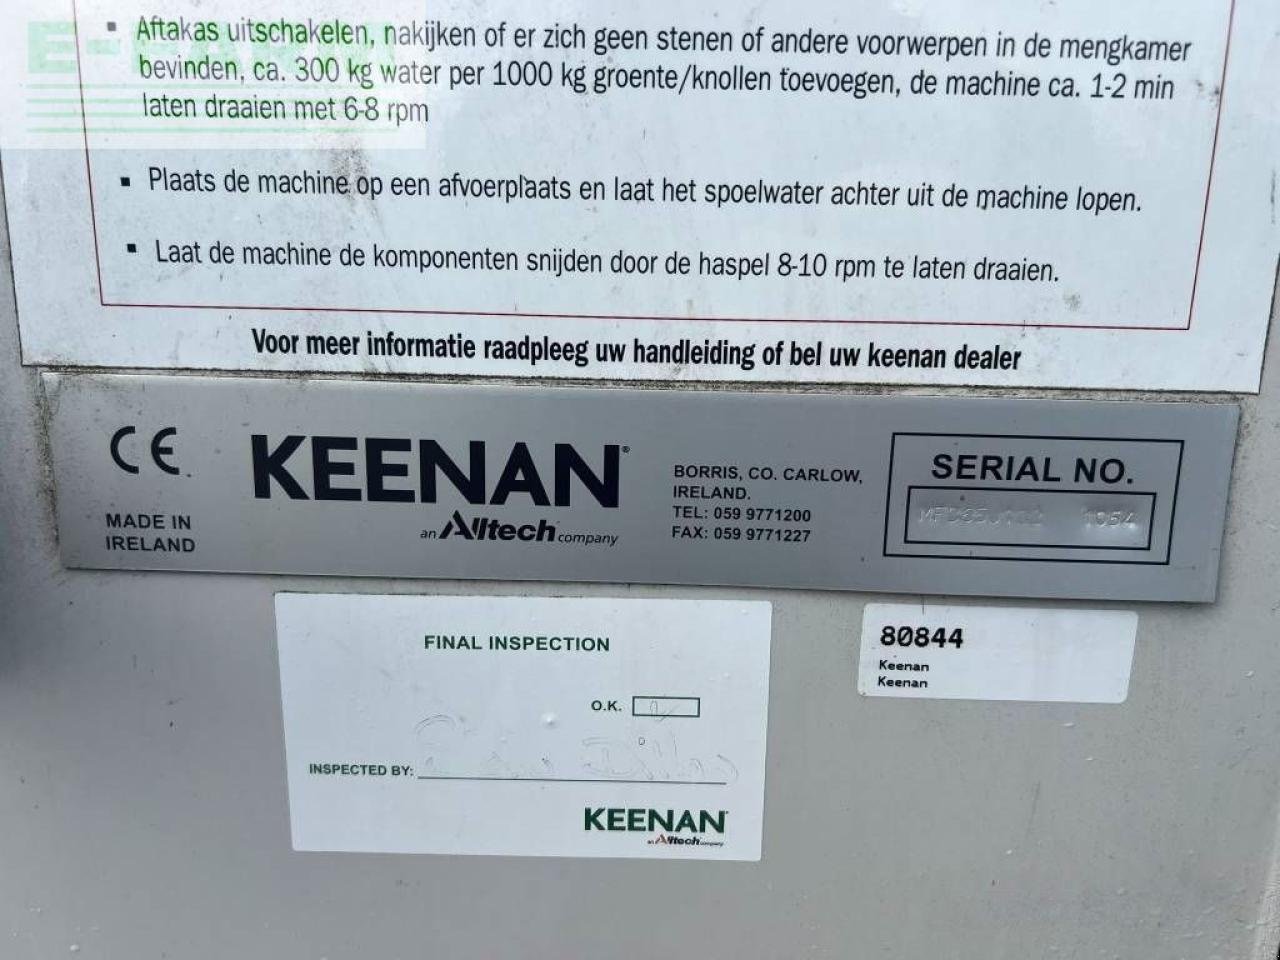 ▪ Aftakas uitschakelen, nakijken of er zich geen stenen of andere voorwerpen in de mengkamer
bevinden, ca. 300 kg water per 1000 kg groente/knollen toevoegen, de machine ca. 1-2 min
laten draaien met 6-8 rpm
▪ Plaats de machine op een afvoerplaats en laat het spoelwater achter uit de machine lopen.
▪ Laat de machine de komponenten snijden door de haspel 8-10 rpm te laten draaien.
Voor meer informatie raadpleeg uw handleiding of bel uw keenan dealer
CE
MADE IN
IRELAND
KEENAN®
an Alltech company
BORRIS, CO. CARLOW,
IRELAND.
TEL: 059 9771200
FAX: 059 9771227
SERIAL NO.
1054
FINAL INSPECTION
O.K.
INSPECTED BY:
KEENAN
an Alltech company
80844
Keenan
Keenan